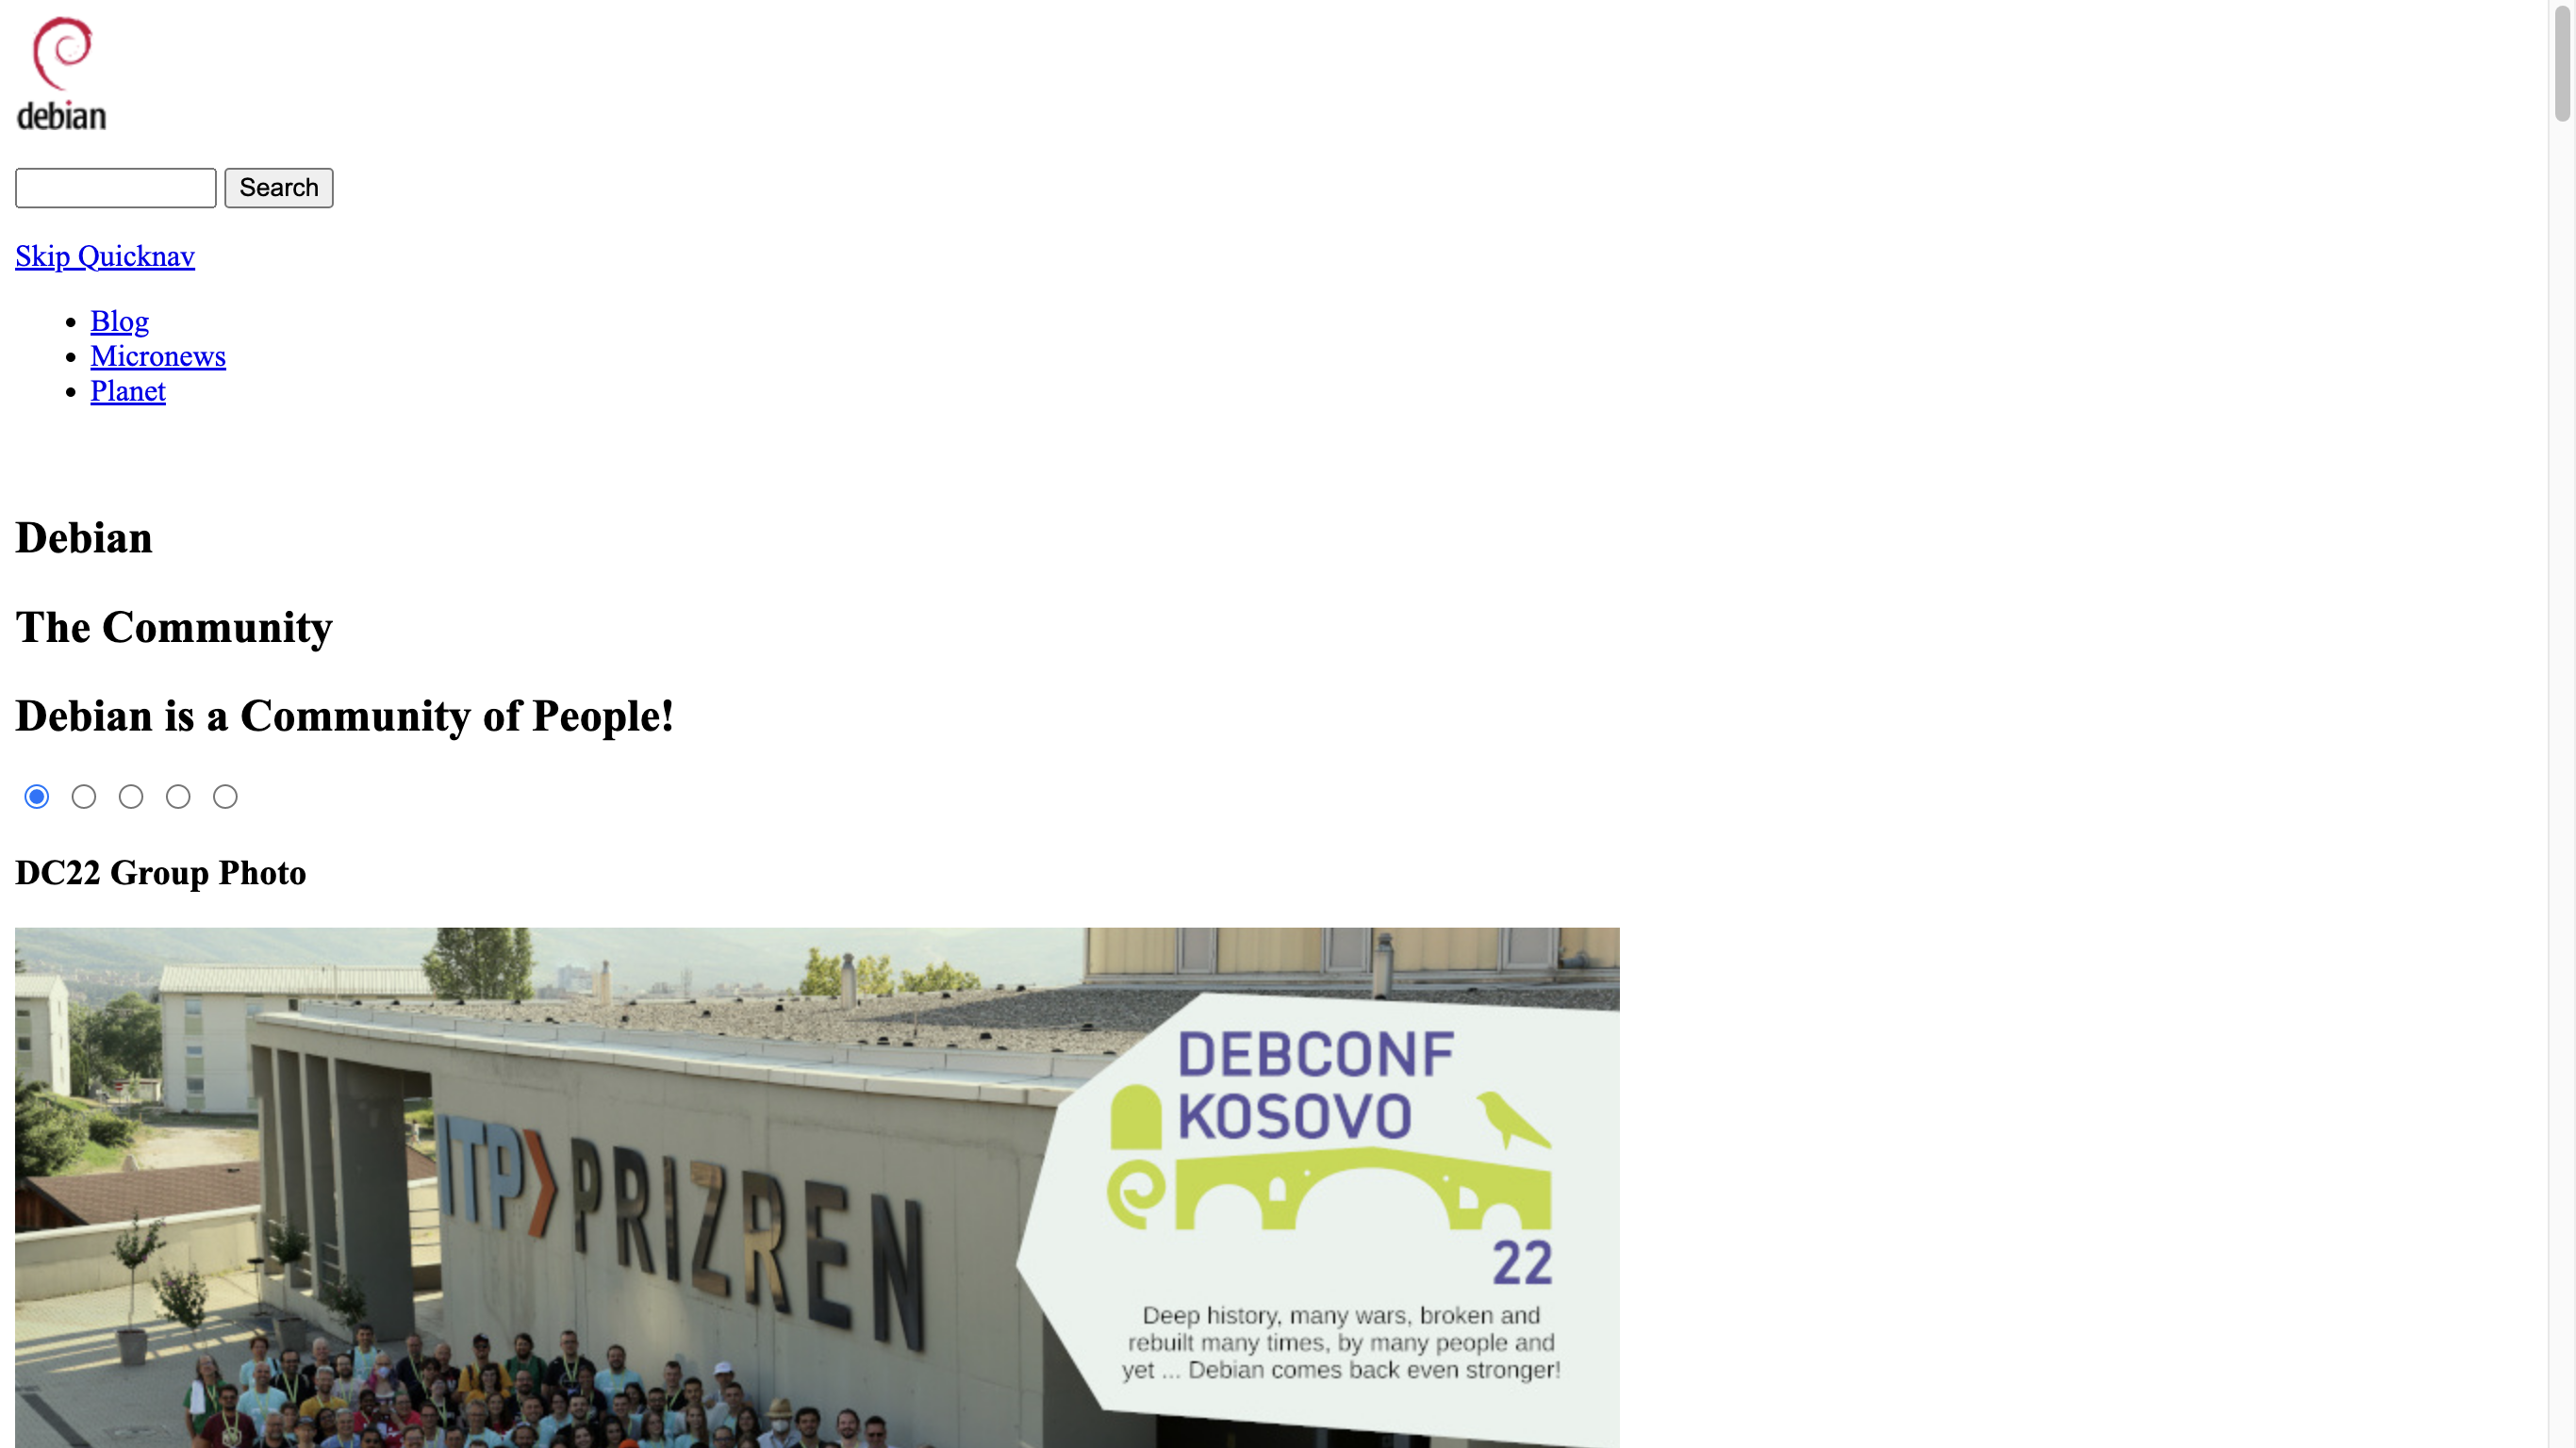 debian
Search
Skip Quicknav
Blog
Micronews
Planet
Debian
The Community
Debian is a Community of People!
DC22 Group Photo
ITP>PRIZREN
DEBCONF
KOSOVO
22
Deep history, many wars, broken and
rebuilt many times, by many people and
yet ... Debian comes back even stronger!